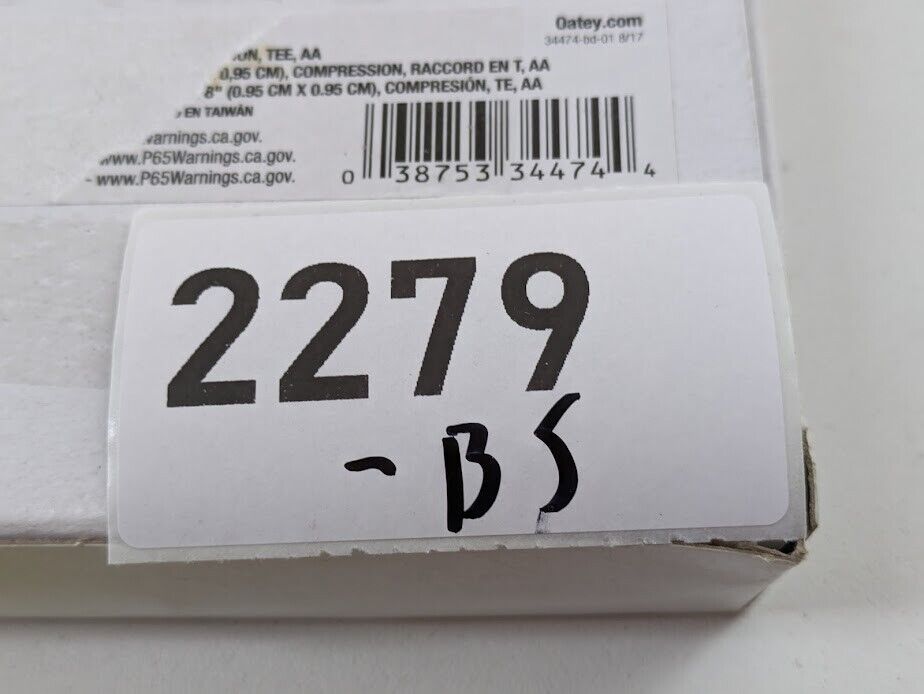 Oatey.com
34474-bd-01 8/17
TEE, AA
0,95 CM), COMPRESSION, RACCORD EN T, AA
8" (0.95 CM X 0.95 CM), COMPRESIÓN, TE, AA
EN TAIWÁN
arnings.ca.gov.
www.P65Warnings.ca.gov.
- www.P65Warnings.ca.gov.
0 38753 34474 4
2279
-BS